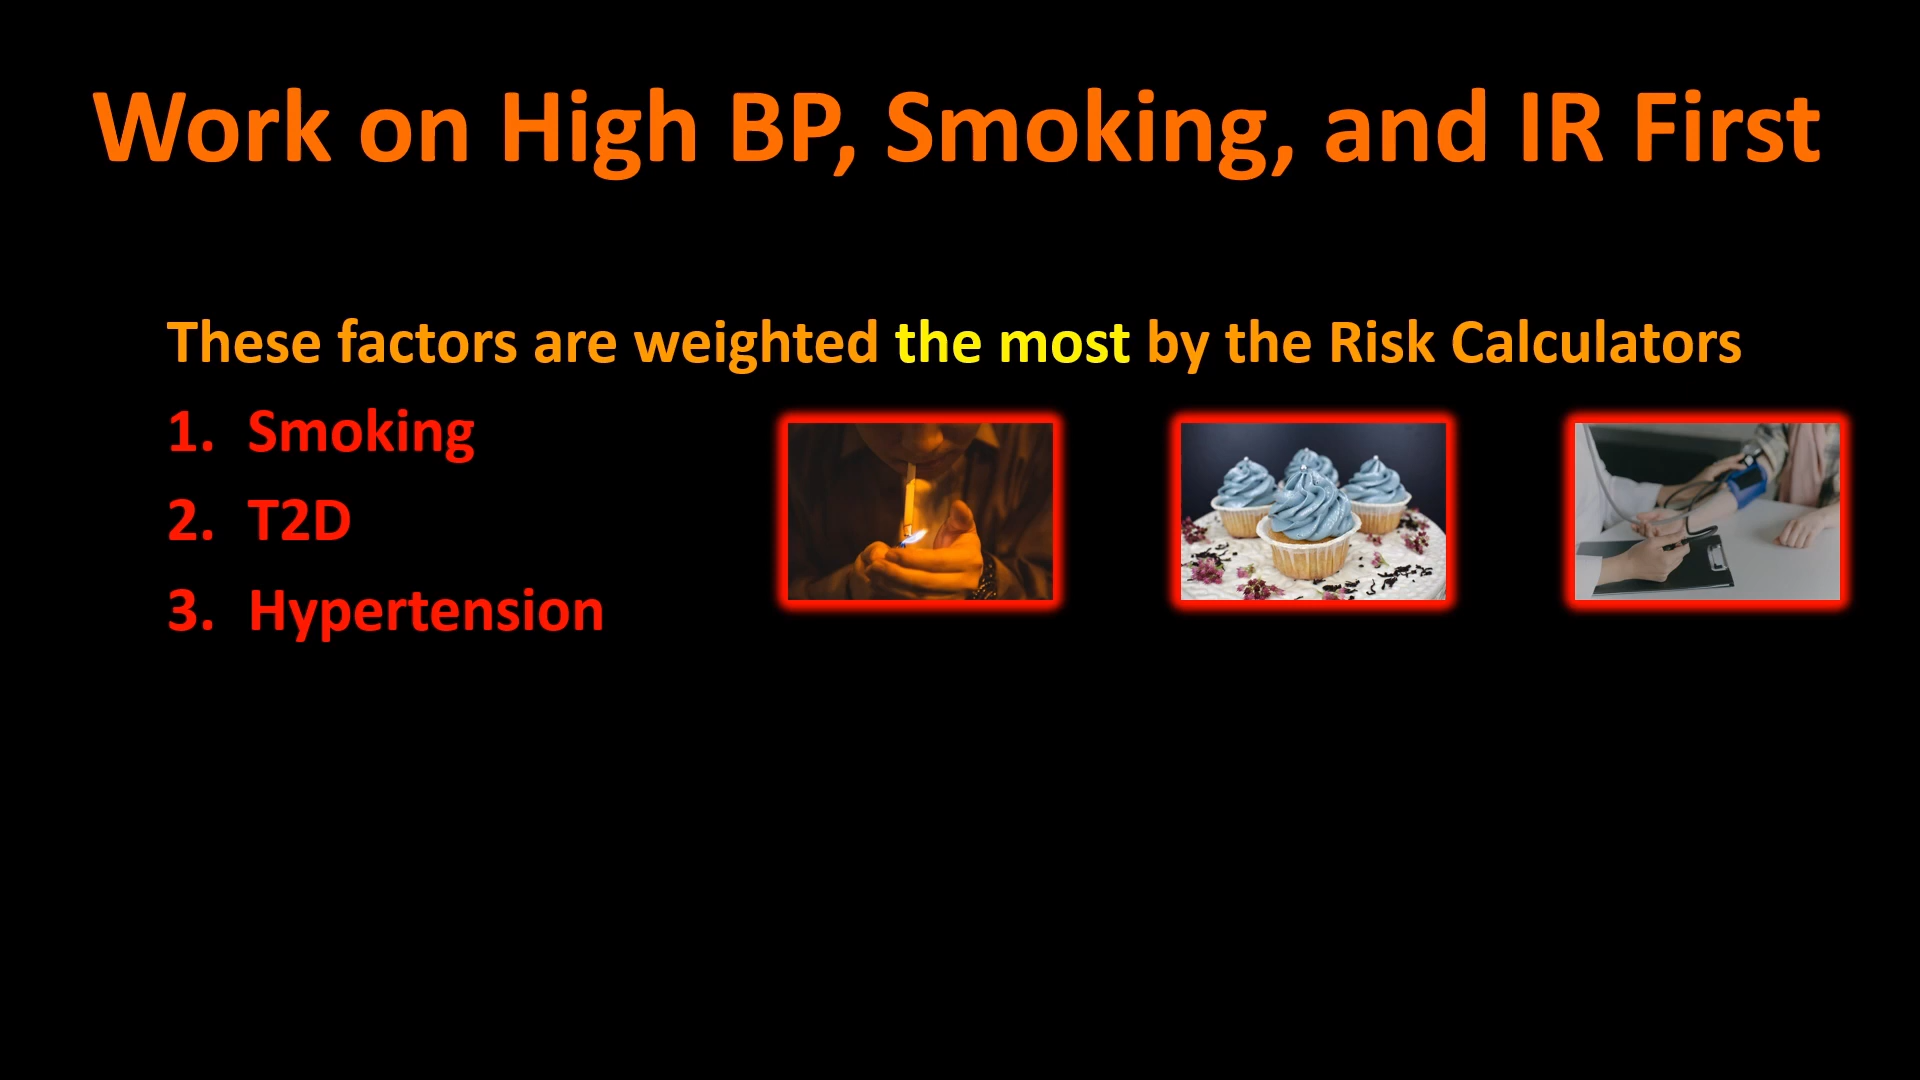 Work on High BP, Smoking, and IR First
These factors are weighted the most by the Risk Calculators
1. Smoking
2. T2D
3. Hypertension